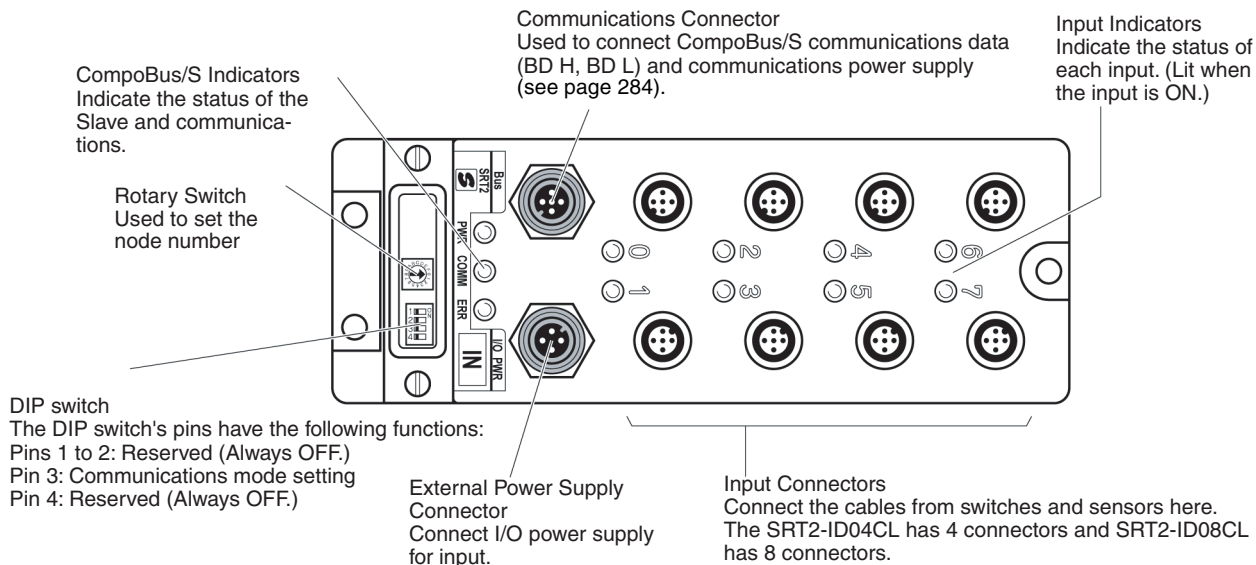 Communications Connector
Used to connect CompoBus/S communications data
(BD H, BD L) and communications power supply
(see page 284).
Input Indicators
Indicate the status of
each input. (Lit when
the input is ON.)
CompoBus/S Indicators
Indicate the status of the
Slave and communica-
tions.
Rotary Switch
Used to set the
node number
Bus
SRT2
S
PWR
COMM
ERR
I/O PWR
IN
ON
1
2
3
4
0
2
4
6
1
3
5
7
DIP switch
The DIP switch's pins have the following functions:
Pins 1 to 2: Reserved (Always OFF.)
Pin 3: Communications mode setting
Pin 4: Reserved (Always OFF.)
External Power Supply
Connector
Connect I/O power supply
for input.
Input Connectors
Connect the cables from switches and sensors here.
The SRT2-ID04CL has 4 connectors and SRT2-ID08CL
has 8 connectors.